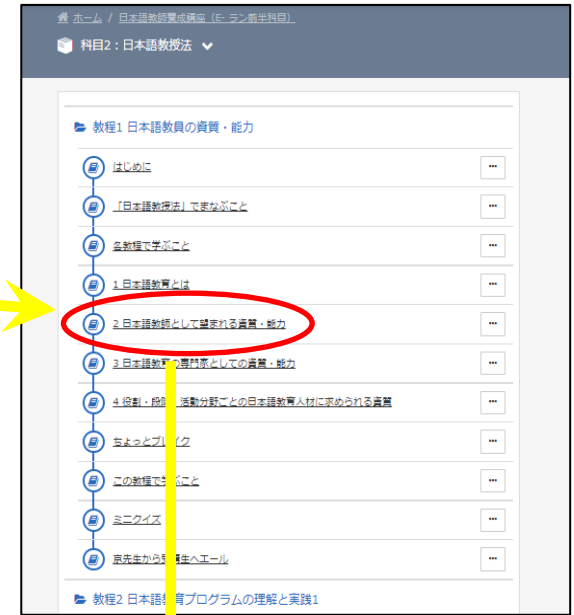 ホーム / 日本語教師養成講座（E-ラン前半科目）
科目2：日本語教授法
教程1 日本語教員の資質・能力
はじめに
「日本語教授法」でまなぶこと
各教程で学ぶこと
1 日本語教育とは
2 日本語教師として望まれる資質・能力
3 日本語教育の専門家としての資質・能力
4 役割・段階・活動分野ごとの日本語教育人材に求められる資質
ちょっとブレイク
この教程で学ぶこと
ミニクイズ
京先生から受講生へエール
教程2 日本語教育プログラムの理解と実践1